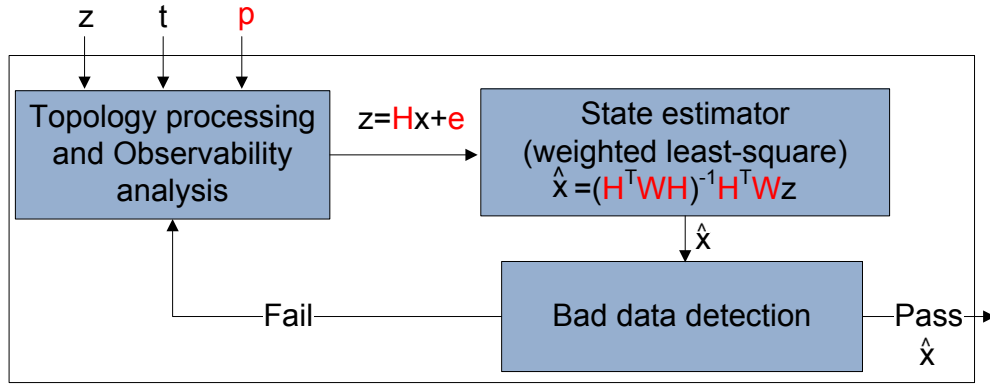 z t p
Topology processing
and Observability
analysis
z=Hx+e
State estimator
(weighted least-square)
x̂=(HᵀWH)⁻¹HᵀWz
x̂
Fail
Bad data detection
Pass
x̂